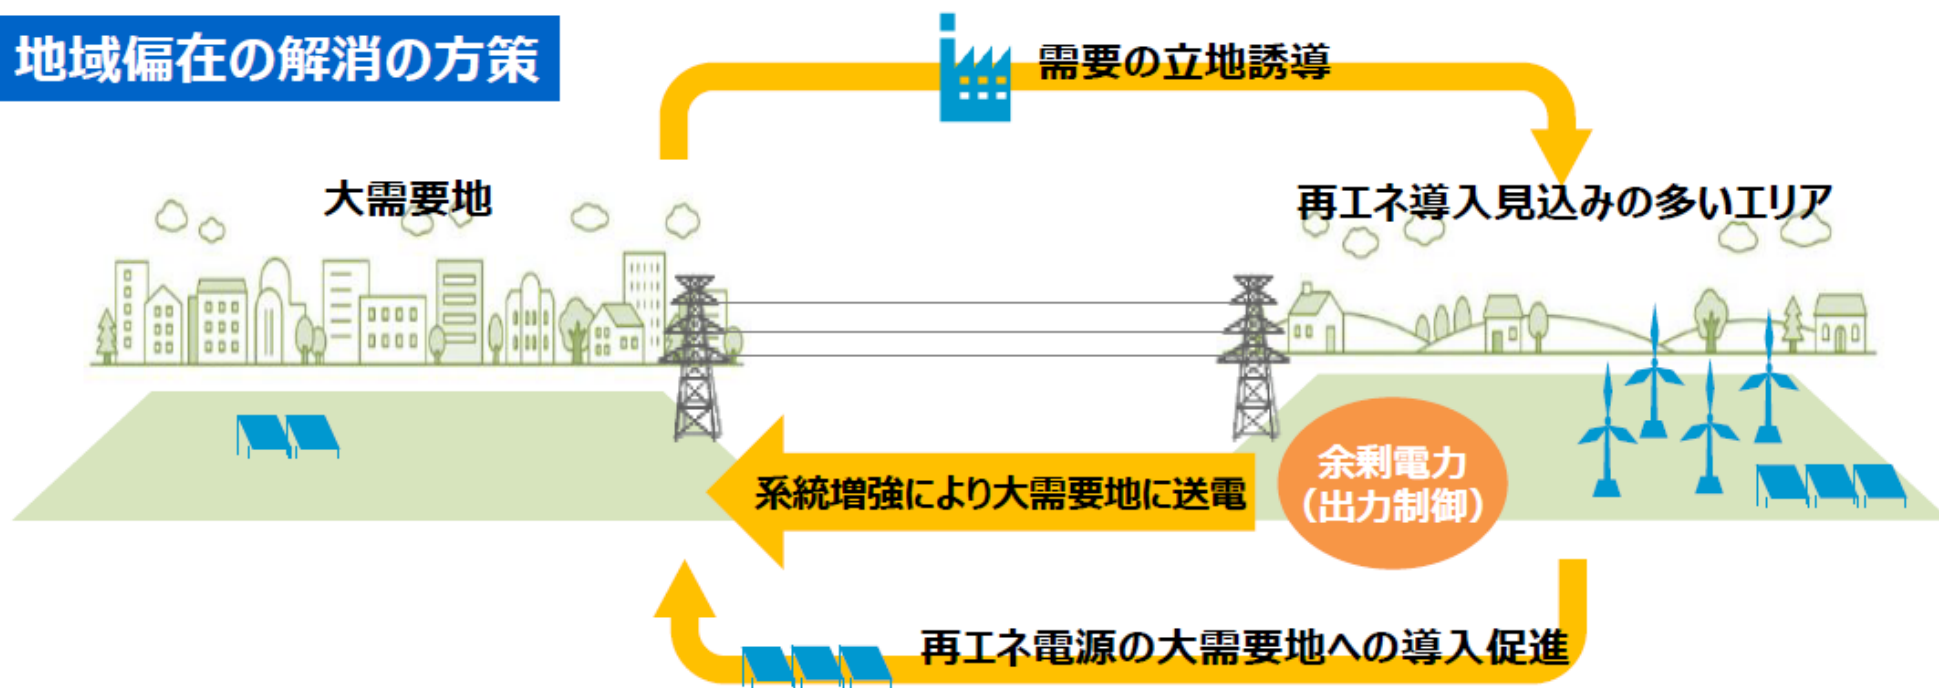 地域偏在の解消の方策
需要の立地誘導
大需要地
再エネ導入見込みの多いエリア
系統増強により大需要地に送電
余剰電力
（出力制御）
再エネ電源の大需要地への導入促進